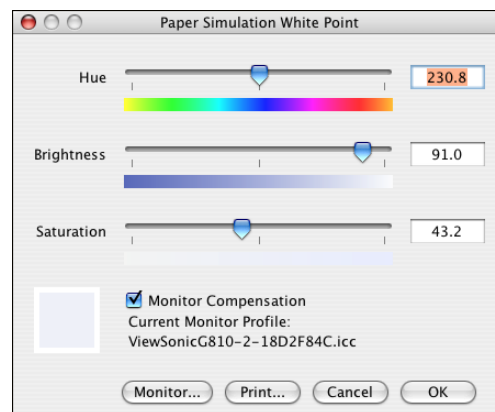 Paper Simulation White Point
Hue 230.8
Brightness 91.0
Saturation 43.2
Monitor Compensation
Current Monitor Profile:
ViewSonicG810-2-18D2F84C.icc
Monitor... Print... Cancel OK